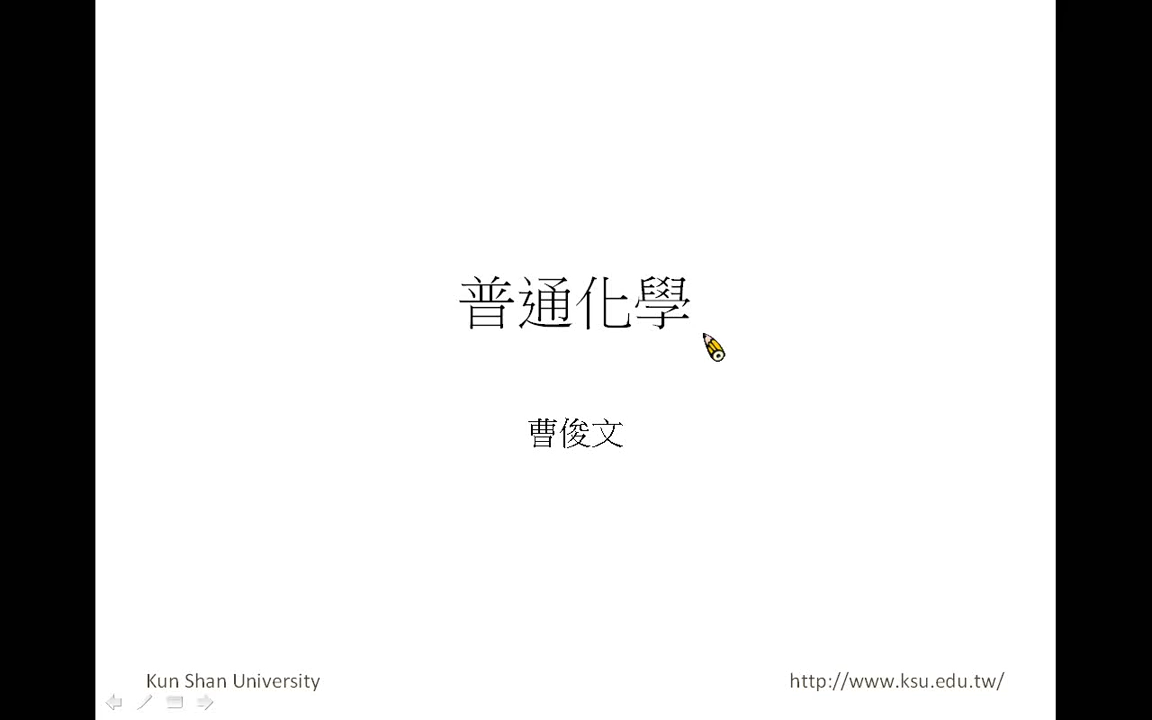 普通化學
曹俊文
Kun Shan University
http://www.ksu.edu.tw/